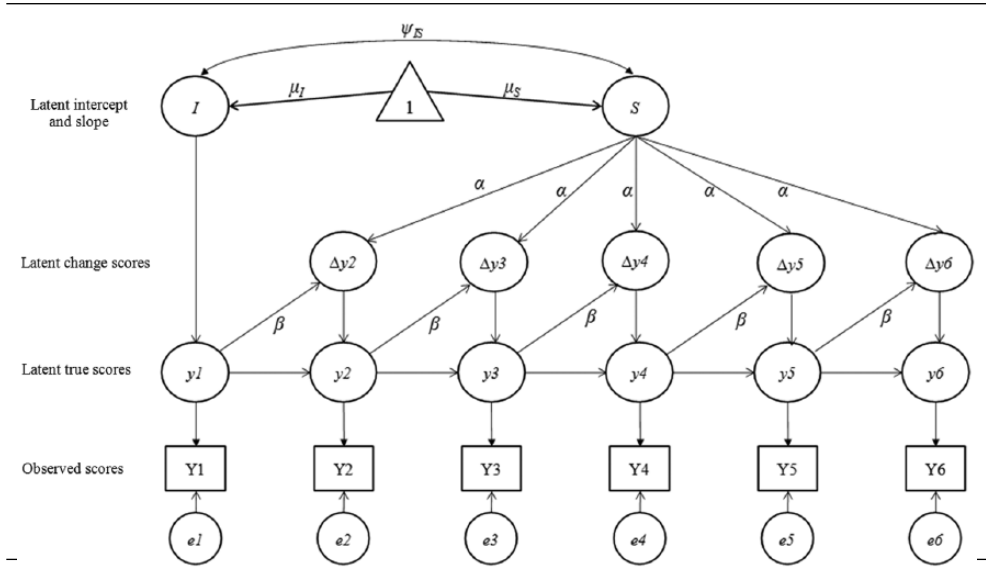 ψIS
Latent intercept
and slope
I
μI
1
μS
S
α α α α α
Latent change scores
Δy2 Δy3 Δy4 Δy5 Δy6
β β β β β
Latent true scores
y1 y2 y3 y4 y5 y6
Observed scores
Y1 Y2 Y3 Y4 Y5 Y6
e1 e2 e3 e4 e5 e6